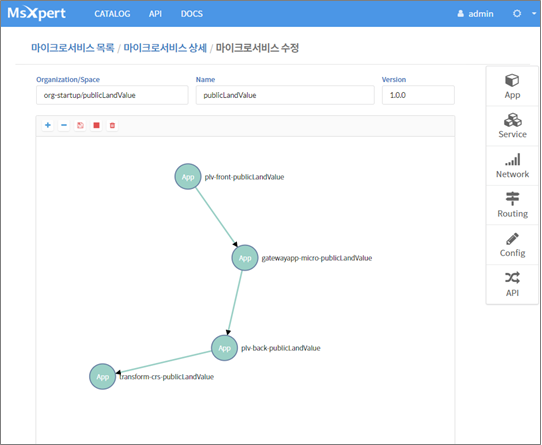 MsXpert CATALOG API DOCS admin
마이크로서비스 목록 / 마이크로서비스 상세 / 마이크로서비스 수정
Organization/Space Name Version
org-startup/publicLandValue publicLandValue 1.0.0
App
Service
Network
Routing
Config
API
App plv-front-publicLandValue
App gatewayapp-micro-publicLandValue
App plv-back-publicLandValue
App transform-crs-publicLandValue